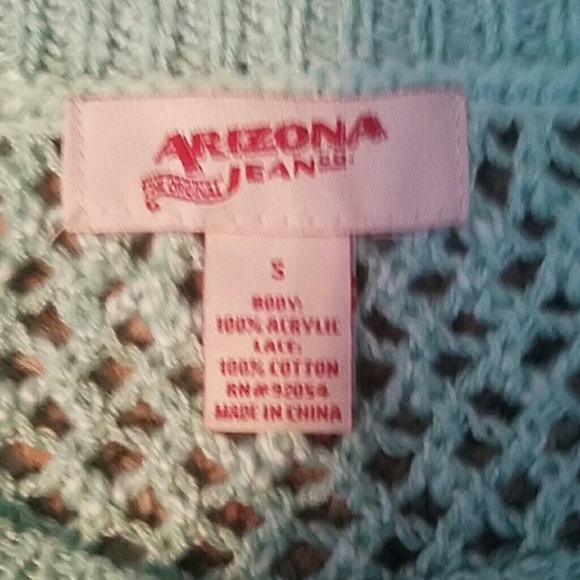 ARIZONA
THE ORIGINAL JEAN CO.
S
BODY:
100% ACRYLIC
LACE:
100% COTTON
RN# 92054
MADE IN CHINA